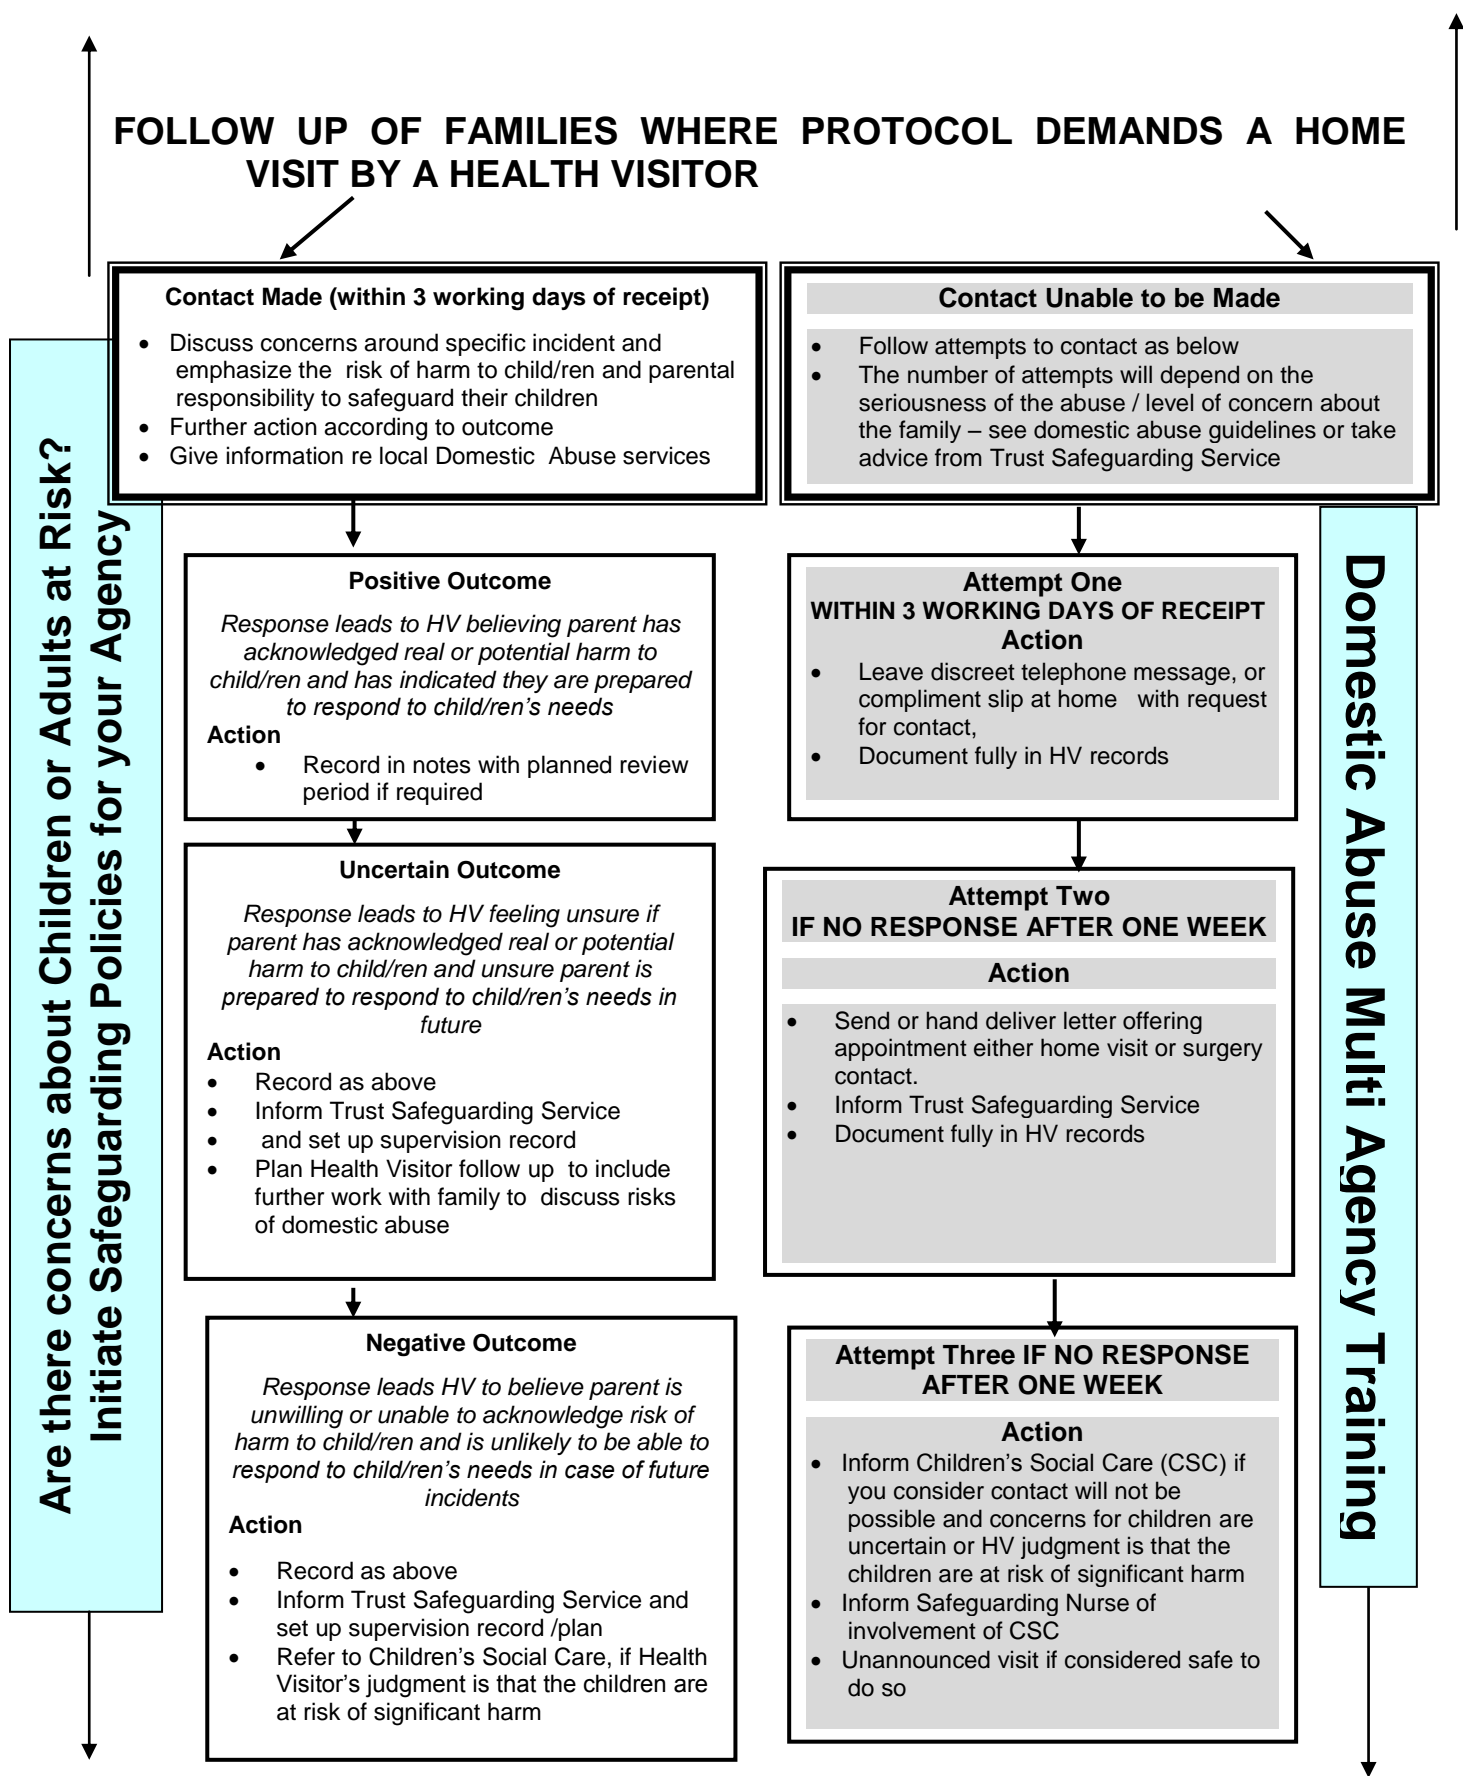 FOLLOW UP OF FAMILIES WHERE PROTOCOL DEMANDS A HOME
VISIT BY A HEALTH VISITOR
Contact Made (within 3 working days of receipt)
• Discuss concerns around specific incident and
emphasize the risk of harm to child/ren and parental
responsibility to safeguard their children
• Further action according to outcome
• Give information re local Domestic Abuse services
Contact Unable to be Made
• Follow attempts to contact as below
• The number of attempts will depend on the
seriousness of the abuse / level of concern about
the family – see domestic abuse guidelines or take
advice from Trust Safeguarding Service
Are there concerns about Children or Adults at Risk?
Initiate Safeguarding Policies for your Agency
Positive Outcome
Response leads to HV believing parent has
acknowledged real or potential harm to
child/ren and has indicated they are prepared
to respond to child/ren's needs
Action
• Record in notes with planned review
period if required
Uncertain Outcome
Response leads to HV feeling unsure if
parent has acknowledged real or potential
harm to child/ren and unsure parent is
prepared to respond to child/ren's needs in
future
Action
• Record as above
• Inform Trust Safeguarding Service
• and set up supervision record
• Plan Health Visitor follow up to include
further work with family to discuss risks
of domestic abuse
Negative Outcome
Response leads HV to believe parent is
unwilling or unable to acknowledge risk of
harm to child/ren and is unlikely to be able to
respond to child/ren's needs in case of future
incidents
Action
• Record as above
• Inform Trust Safeguarding Service and
set up supervision record /plan
• Refer to Children's Social Care, if Health
Visitor's judgment is that the children are
at risk of significant harm
Attempt One
WITHIN 3 WORKING DAYS OF RECEIPT
Action
• Leave discreet telephone message, or
compliment slip at home with request
for contact,
• Document fully in HV records
Attempt Two
IF NO RESPONSE AFTER ONE WEEK
Action
• Send or hand deliver letter offering
appointment either home visit or surgery
contact.
• Inform Trust Safeguarding Service
• Document fully in HV records
Attempt Three IF NO RESPONSE
AFTER ONE WEEK
Action
• Inform Children's Social Care (CSC) if
you consider contact will not be
possible and concerns for children are
uncertain or HV judgment is that the
children are at risk of significant harm
• Inform Safeguarding Nurse of
involvement of CSC
• Unannounced visit if considered safe to
do so
Domestic Abuse Multi Agency Training